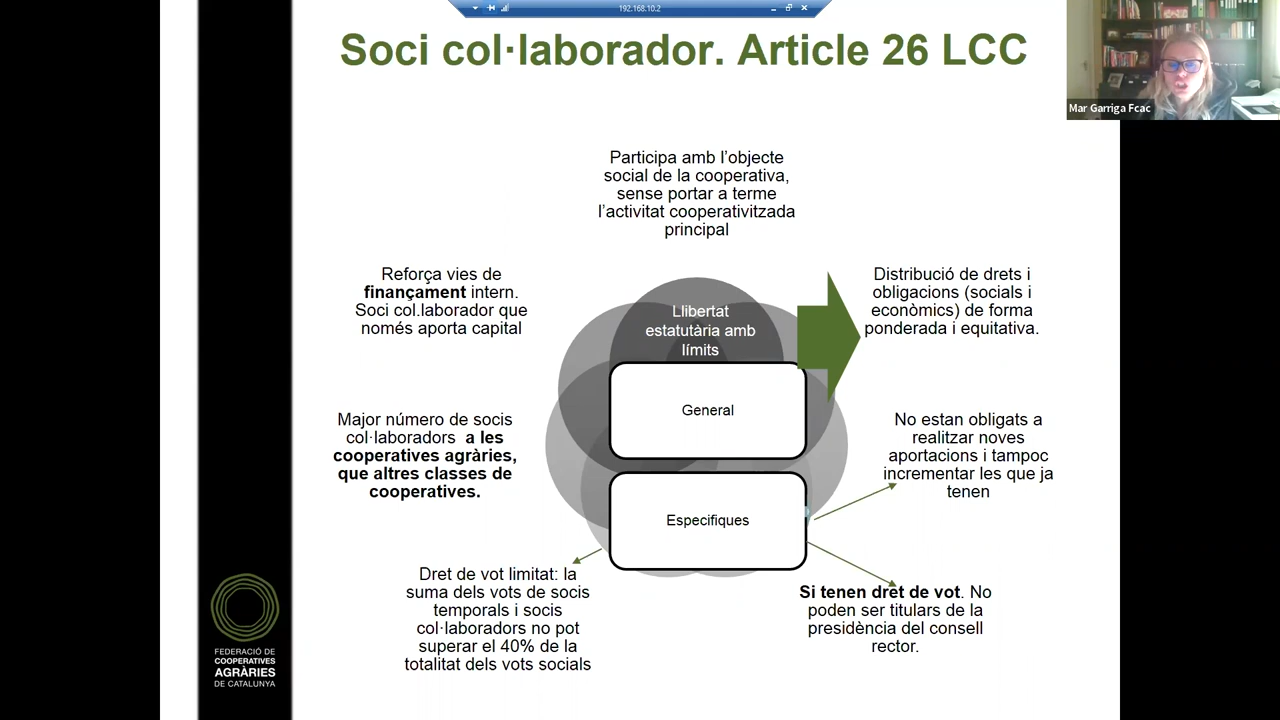 192.168.10.2
Soci col·laborador. Article 26 LCC
Mar Garriga Fcac
Participa amb l’objecte
social de la cooperativa,
sense portar a terme
l’activitat cooperativitzada
principal
Reforça vies de
finançament intern.
Soci col.laborador que
només aporta capital
Llibertat
estatutària amb
límits
Distribució de drets i
obligacions (socials i
econòmics) de forma
ponderada i equitativa.
General
Major número de socis
col·laboradors a les
cooperatives agràries,
que altres classes de
cooperatives.
No estan obligats a
realitzar noves
aportacions i tampoc
incrementar les que ja
tenen
Especifiques
Dret de vot limitat: la
suma dels vots de socis
temporals i socis
col·laboradors no pot
superar el 40% de la
totalitat dels vots socials
Si tenen dret de vot. No
poden ser titulars de la
presidència del consell
rector.
FEDERACIÓ DE
COOPERATIVES
AGRÀRIES
DE CATALUNYA